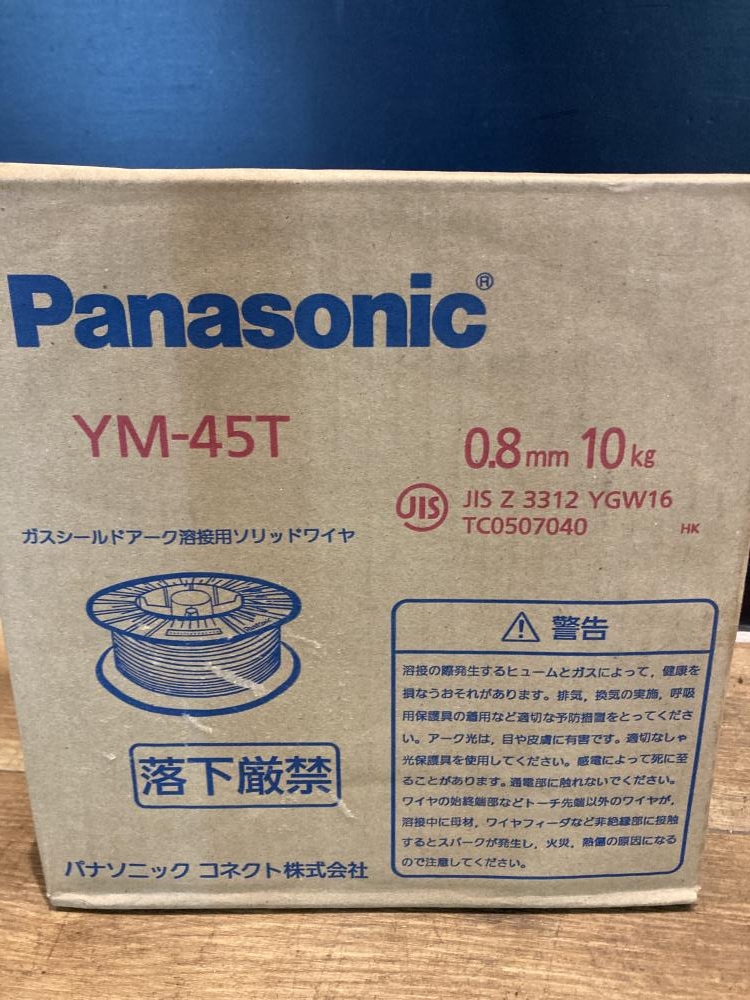 Panasonic®
YM-45T
0.8mm 10kg
JIS
JIS Z 3312 YGW16
TC0507040
HK
ガスシールドアーク溶接用ソリッドワイヤ
Panasonic
落下厳禁
パナソニック コネクト株式会社
警告
溶接の際発生するヒュームとガスによって，健康を
損なうおそれがあります。排気，換気の実施，呼吸
用保護具の着用など適切な予防措置をとってくださ
い。アーク光は，目や皮膚に有害です。適切なしゃ
光保護具を使用してください。感電によって死に至
ることがあります。通電部に触れないでください。
ワイヤの始終端部などトーチ先端以外のワイヤが，
溶接中に母材，ワイヤフィーダなど非絶縁部に接触
するとスパークが発生し，火災，熱傷の原因になる
ので注意してください。